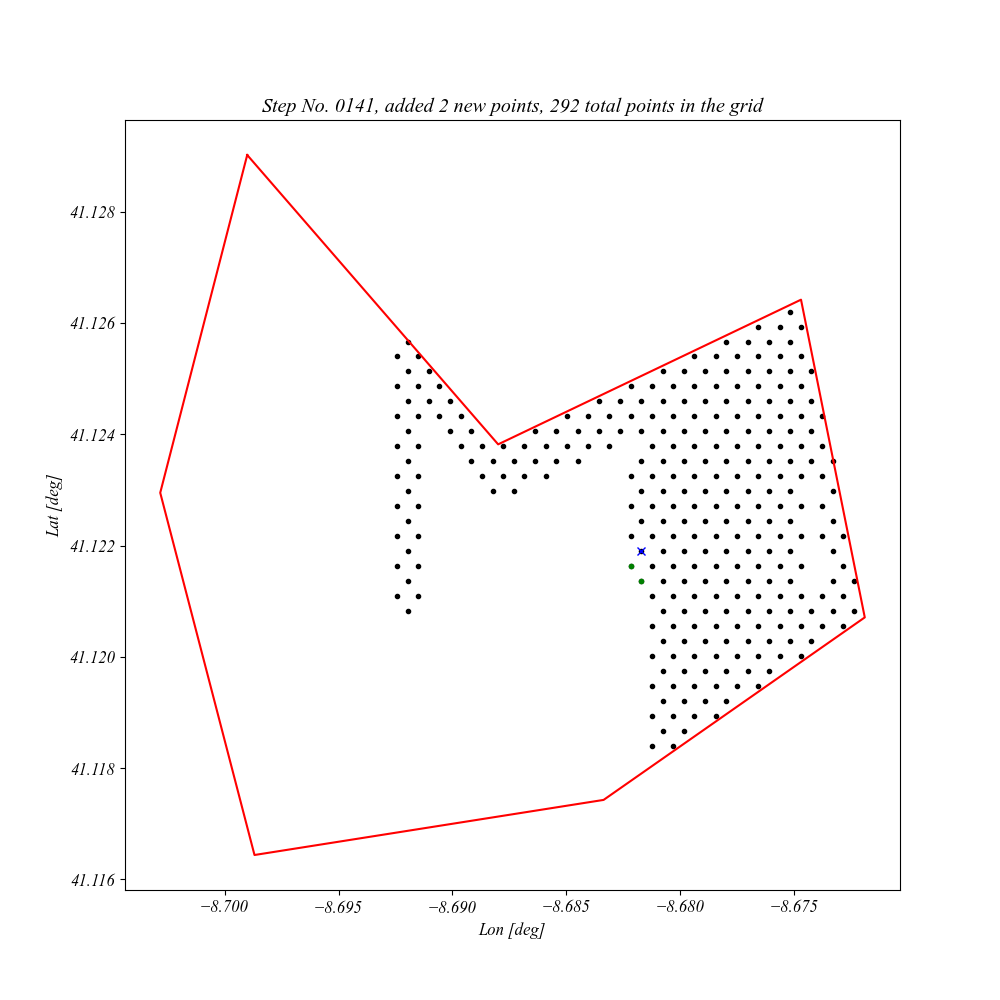 Step No. 0141, added 2 new points, 292 total points in the grid
41.128
41.126
41.124
41.122
41.120
41.118
41.116
Lat [deg]
−8.700 −8.695 −8.690 −8.685 −8.680 −8.675
Lon [deg]